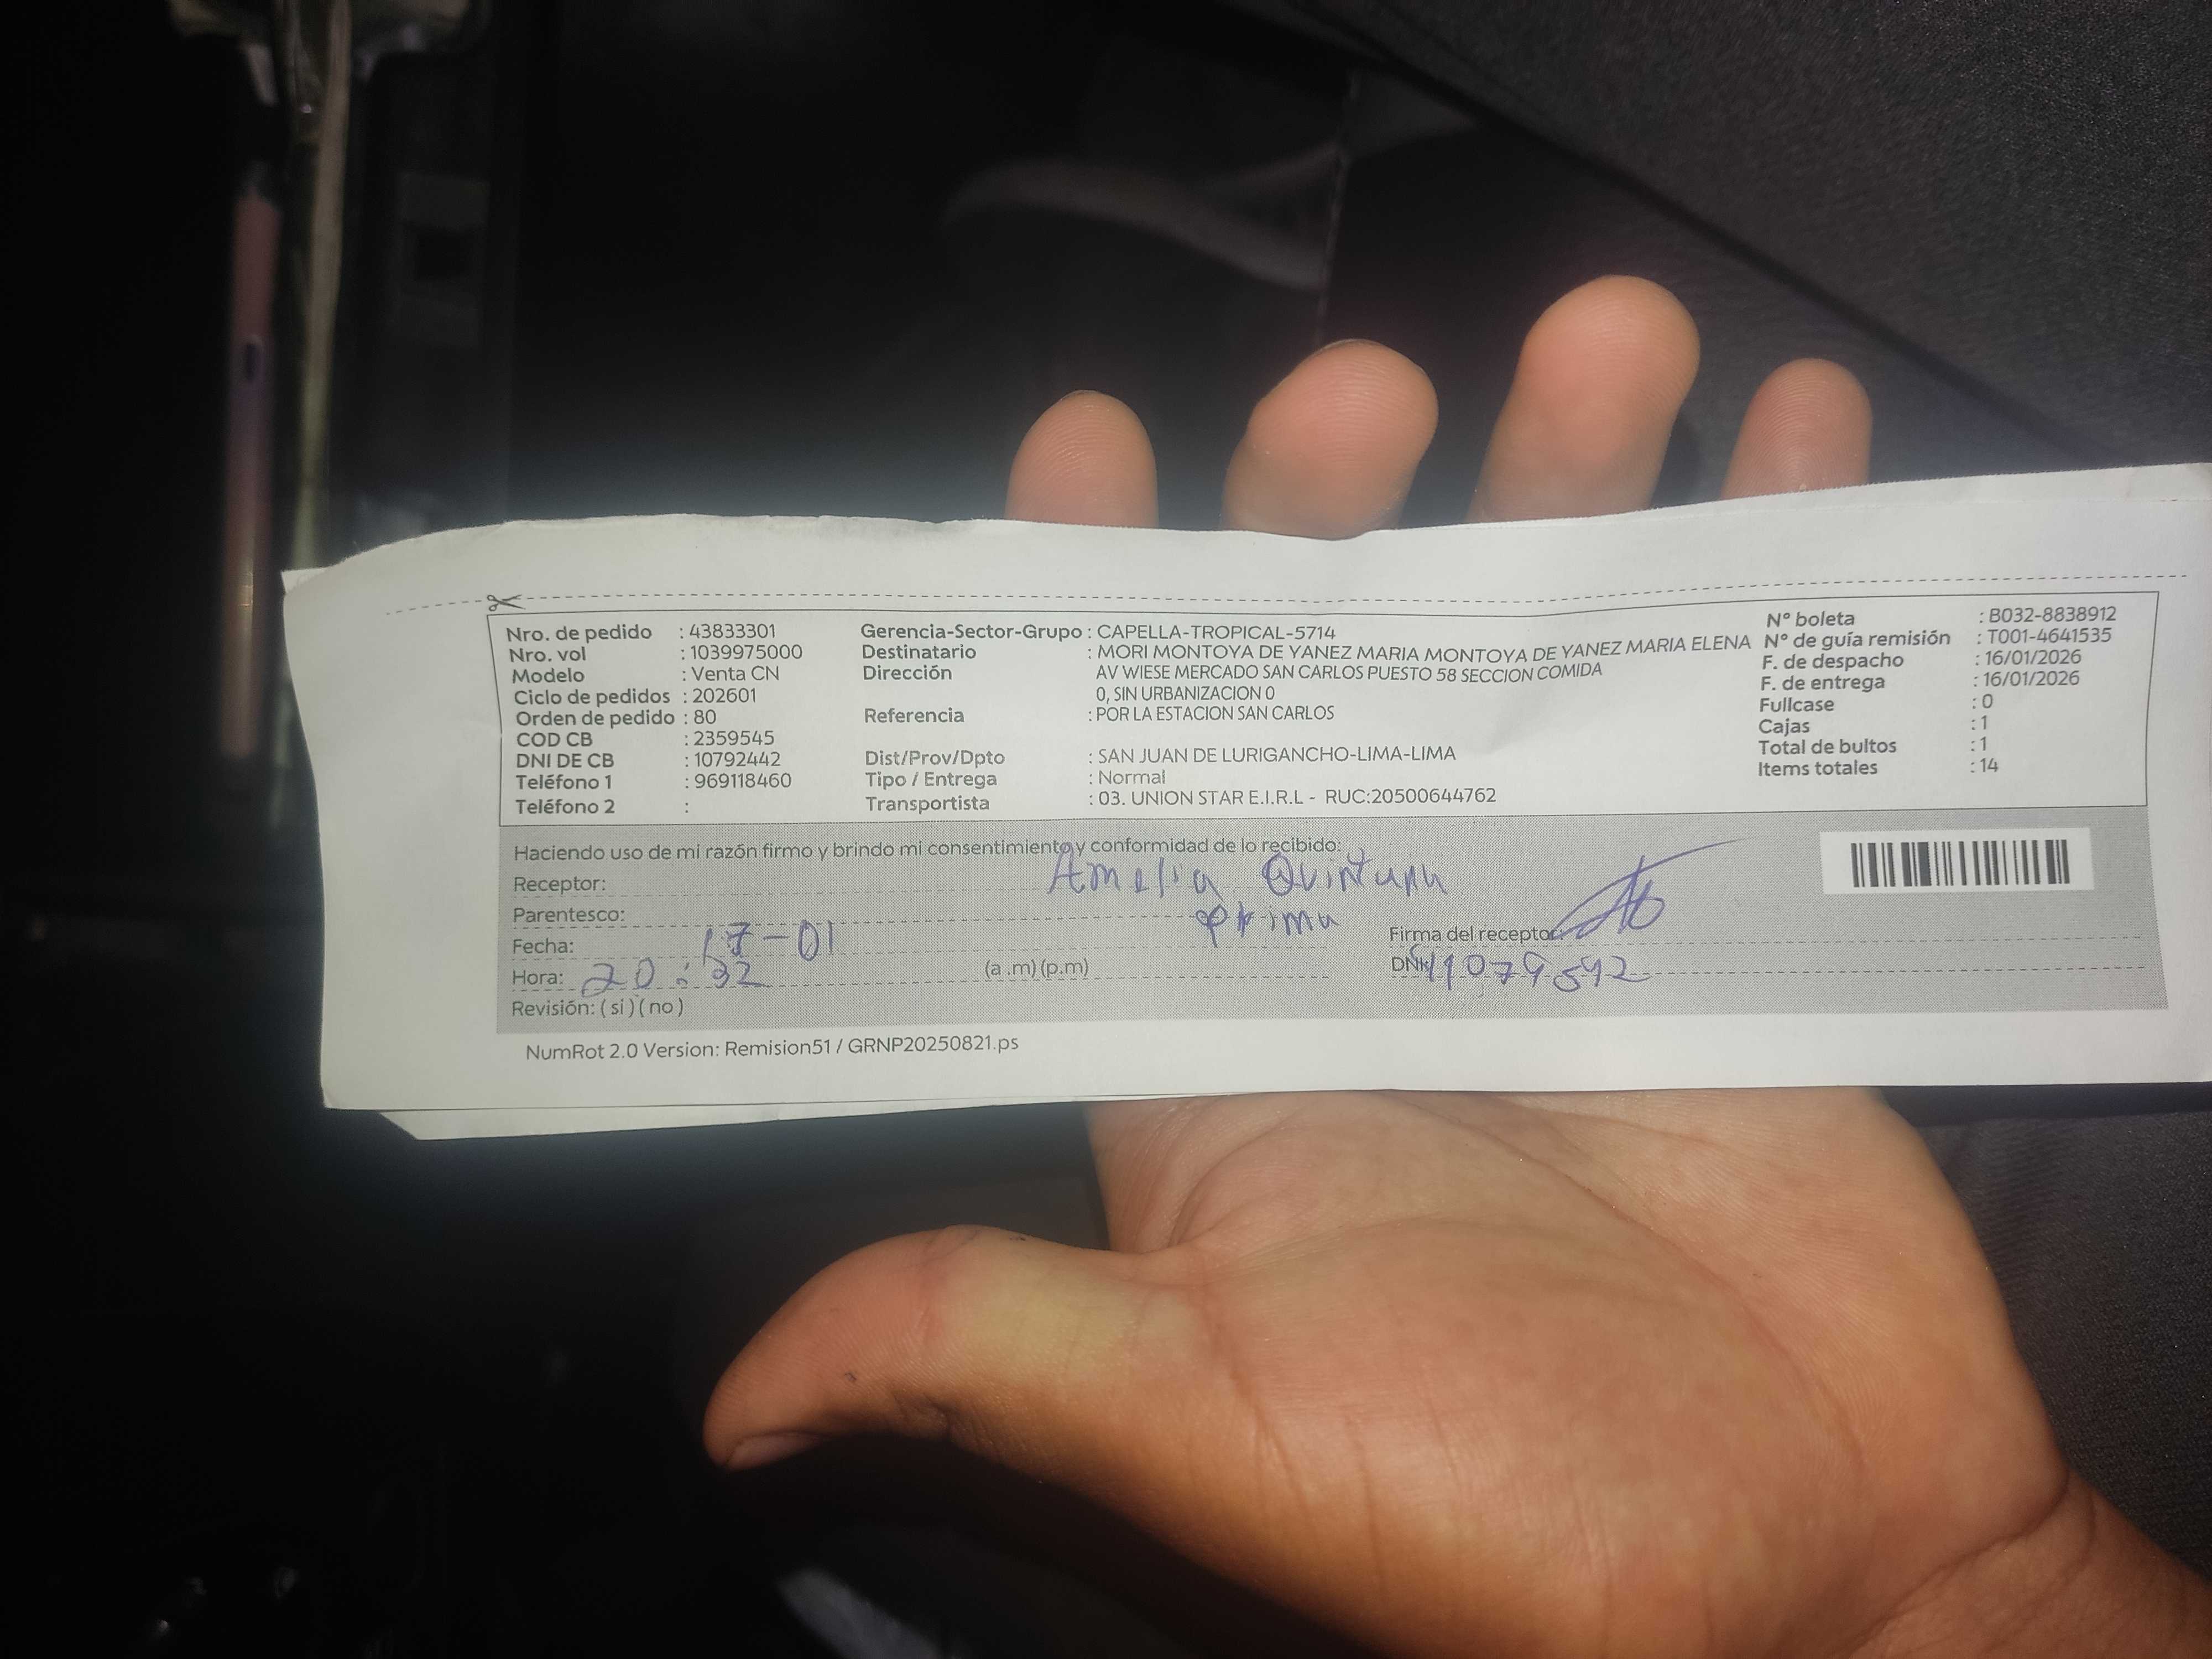 Nro. de pedido : 43833301
Nro. vol : 1039975000
Modelo : Venta CN
Ciclo de pedidos : 202601
Orden de pedido : 80
COD CB : 2359545
DNI DE CB : 10792442
Teléfono 1 : 969118460
Teléfono 2 :
Gerencia-Sector-Grupo : CAPELLA-TROPICAL-5714
Destinatario : MORI MONTOYA DE YANEZ MARIA MONTOYA DE YANEZ MARIA ELENA
Dirección AV WIESE MERCADO SAN CARLOS PUESTO 58 SECCION COMIDA
0, SIN URBANIZACION 0
Referencia : POR LA ESTACION SAN CARLOS
Dist/Prov/Dpto : SAN JUAN DE LURIGANCHO-LIMA-LIMA
Tipo / Entrega : Normal
Transportista : 03. UNION STAR E.I.R.L - RUC:20500644762
N° boleta : B032-8838912
N° de guía remisión : T001-4641535
F. de despacho : 16/01/2026
F. de entrega : 16/01/2026
Fullcase : 0
Cajas : 1
Total de bultos : 1
Items totales : 14
Haciendo uso de mi razón firmo y brindo mi consentimiento y conformidad de lo recibido:
Receptor: Amelia
Parentesco: prima
Fecha: 17-01
Hora: 20:32 (a .m) (p.m)
Revisión: ( si ) ( no )
Firma del receptor:
DNI:
NumRot 2.0 Version: Remision51 / GRNP20250821.ps